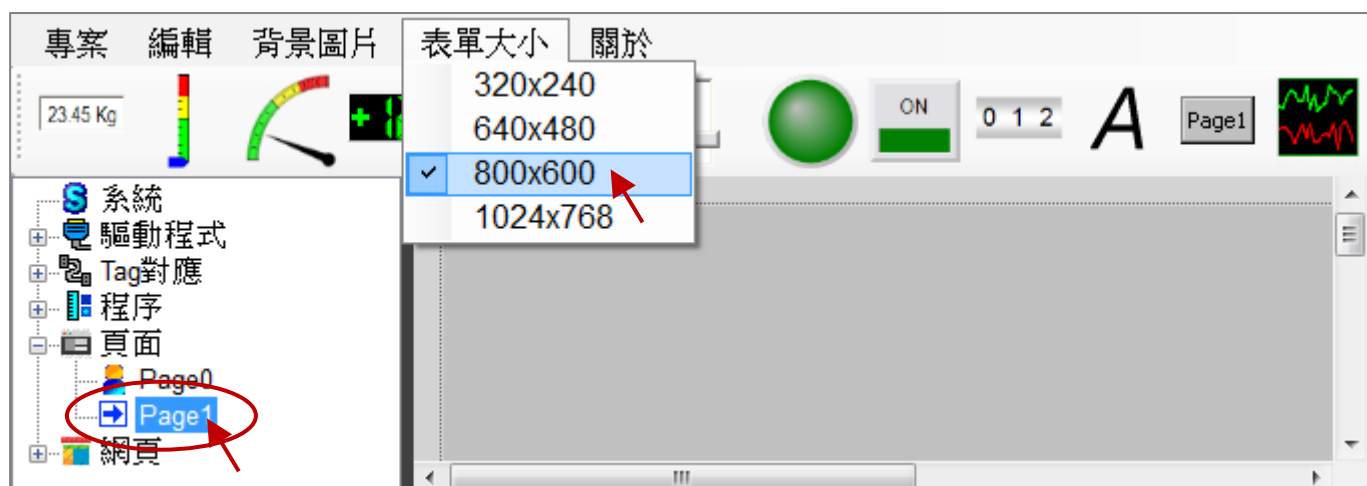 專案 編輯 背景圖片 表單大小 關於
320x240
640x480
800x600
1024x768
23.45 Kg
ON
0 1 2
A
Page1
系統
驅動程式
Tag對應
程序
頁面
Page0
Page1
網頁